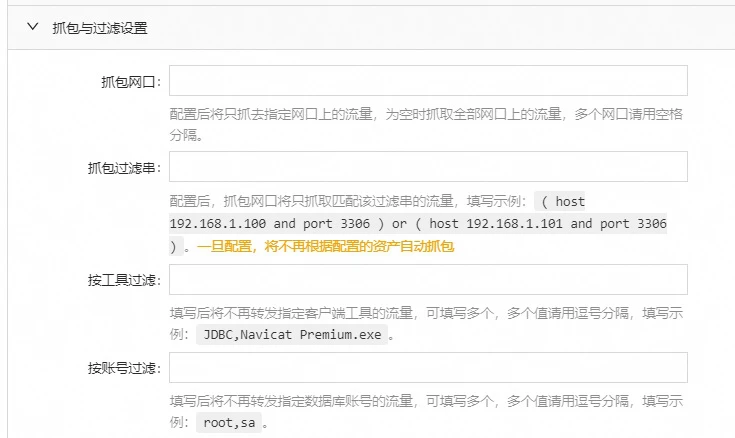 抓包与过滤设置
抓包网口：
配置后将只抓去指定网口上的流量，为空时抓取全部网口上的流量，多个网口请用空格
分隔。
抓包过滤串：
配置后，抓包网口将只抓取匹配该过滤串的流量，填写示例： ( host
192.168.1.100 and port 3306 ) or ( host 192.168.1.101 and port 3306
) 。一旦配置，将不再根据配置的资产自动抓包
按工具过滤：
填写后将不再转发指定客户端工具的流量，可填写多个，多个值请用逗号分隔，填写示
例： JDBC,Navicat Premium.exe 。
按账号过滤：
填写后将不再转发指定数据库账号的流量，可填写多个，多个值请用逗号分隔，填写示
例： root,sa 。